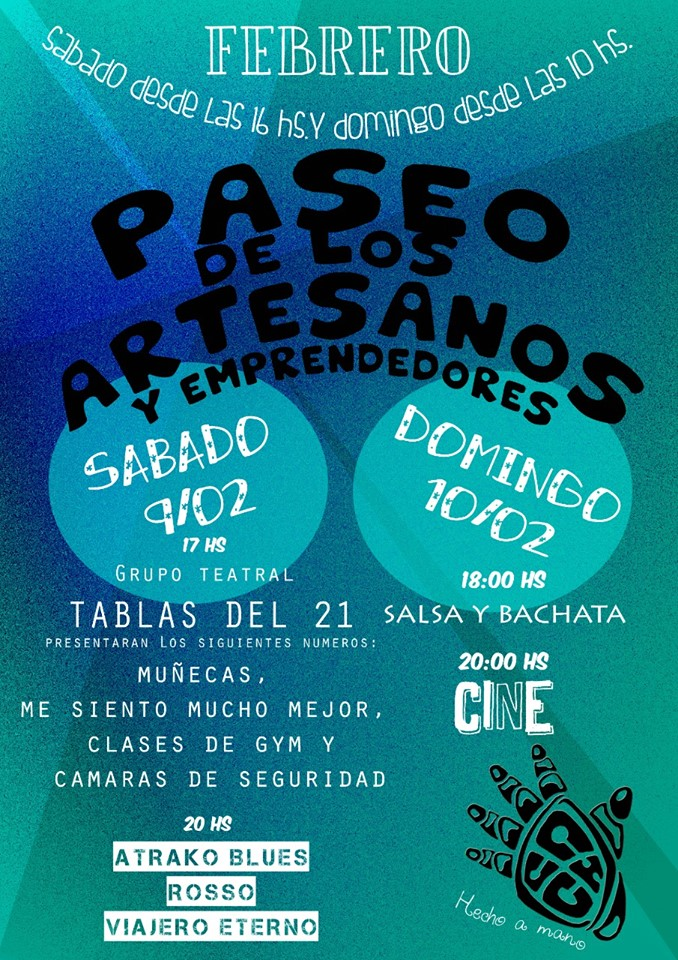 FEBRERO
sabado desde las 16 hs. Y domingo desde las 10 hs.
PASEO
DE LOS
ARTESANOS
Y EMPRENDEDORES
SABADO
9/02
17 HS
GRUPO TEATRAL
TABLAS DEL 21
PRESENTARAN LOS SIGUIENTES NUMEROS:
MUÑECAS,
ME SIENTO MUCHO MEJOR,
CLASES DE GYM Y
CAMARAS DE SEGURIDAD
20 HS
ATRAKO BLUES
ROSSO
VIAJERO ETERNO
DOMINGO
10/02
18:00 HS
SALSA Y BACHATA
20:00 HS
CINE
Hecho a mano